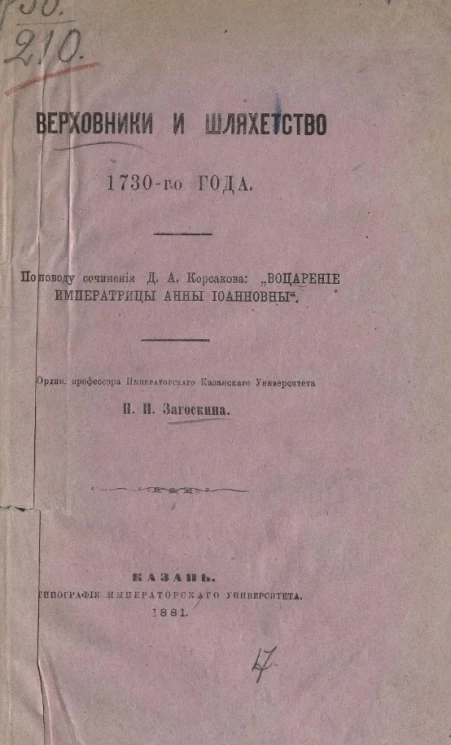 210.
ВЕРХОВНИКИ И ШЛЯХЕТСТВО
1730-го ГОДА.
По поводу сочиненія Д. А. Корсакова: „ВОЦАРЕНІЕ
ИМПЕРАТРИЦЫ АННЫ ІОАННОВНЫ“.
Ордин. профессора Императорскаго Казанскаго Университета
Н. П. Загоскина.
КАЗАНЬ.
ТИПОГРАФІЯ ИМПЕРАТОРСКАГО УНИВЕРСИТЕТА.
1881.